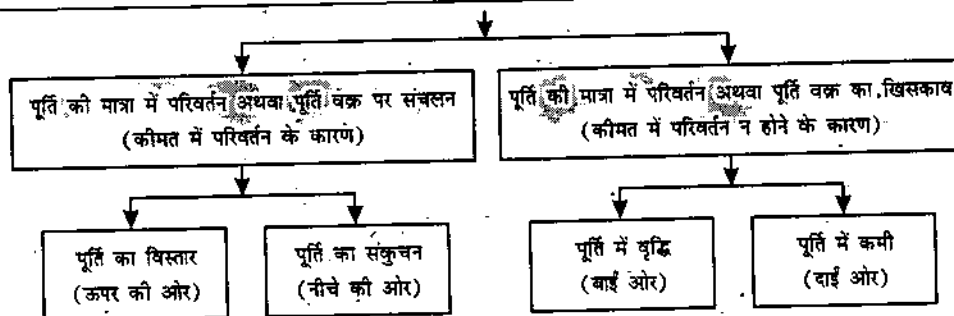 पूर्ति की मात्रा में परिवर्तन अथवा पूर्ति वक्र पर संचलन
(कीमत में परिवर्तन के कारण)
पूर्ति की मात्रा में परिवर्तन अथवा पूर्ति वक्र का खिसकाव
(कीमत में परिवर्तन न होने के कारण)
पूर्ति का विस्तार
(ऊपर की ओर)
पूर्ति का संकुचन
(नीचे की ओर)
पूर्ति में वृद्धि
(बाईं ओर)
पूर्ति में कमी
(दाईं ओर)